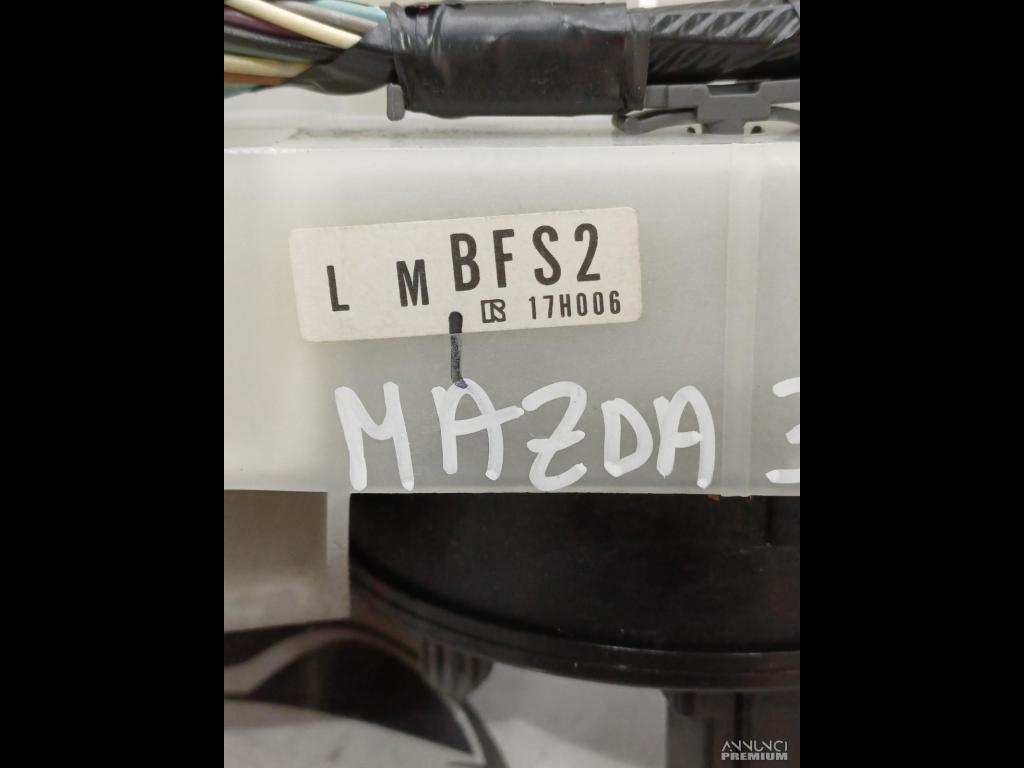 L M BFS2
17H006
MAZDA 3
ANNUNCI
PREMIUM